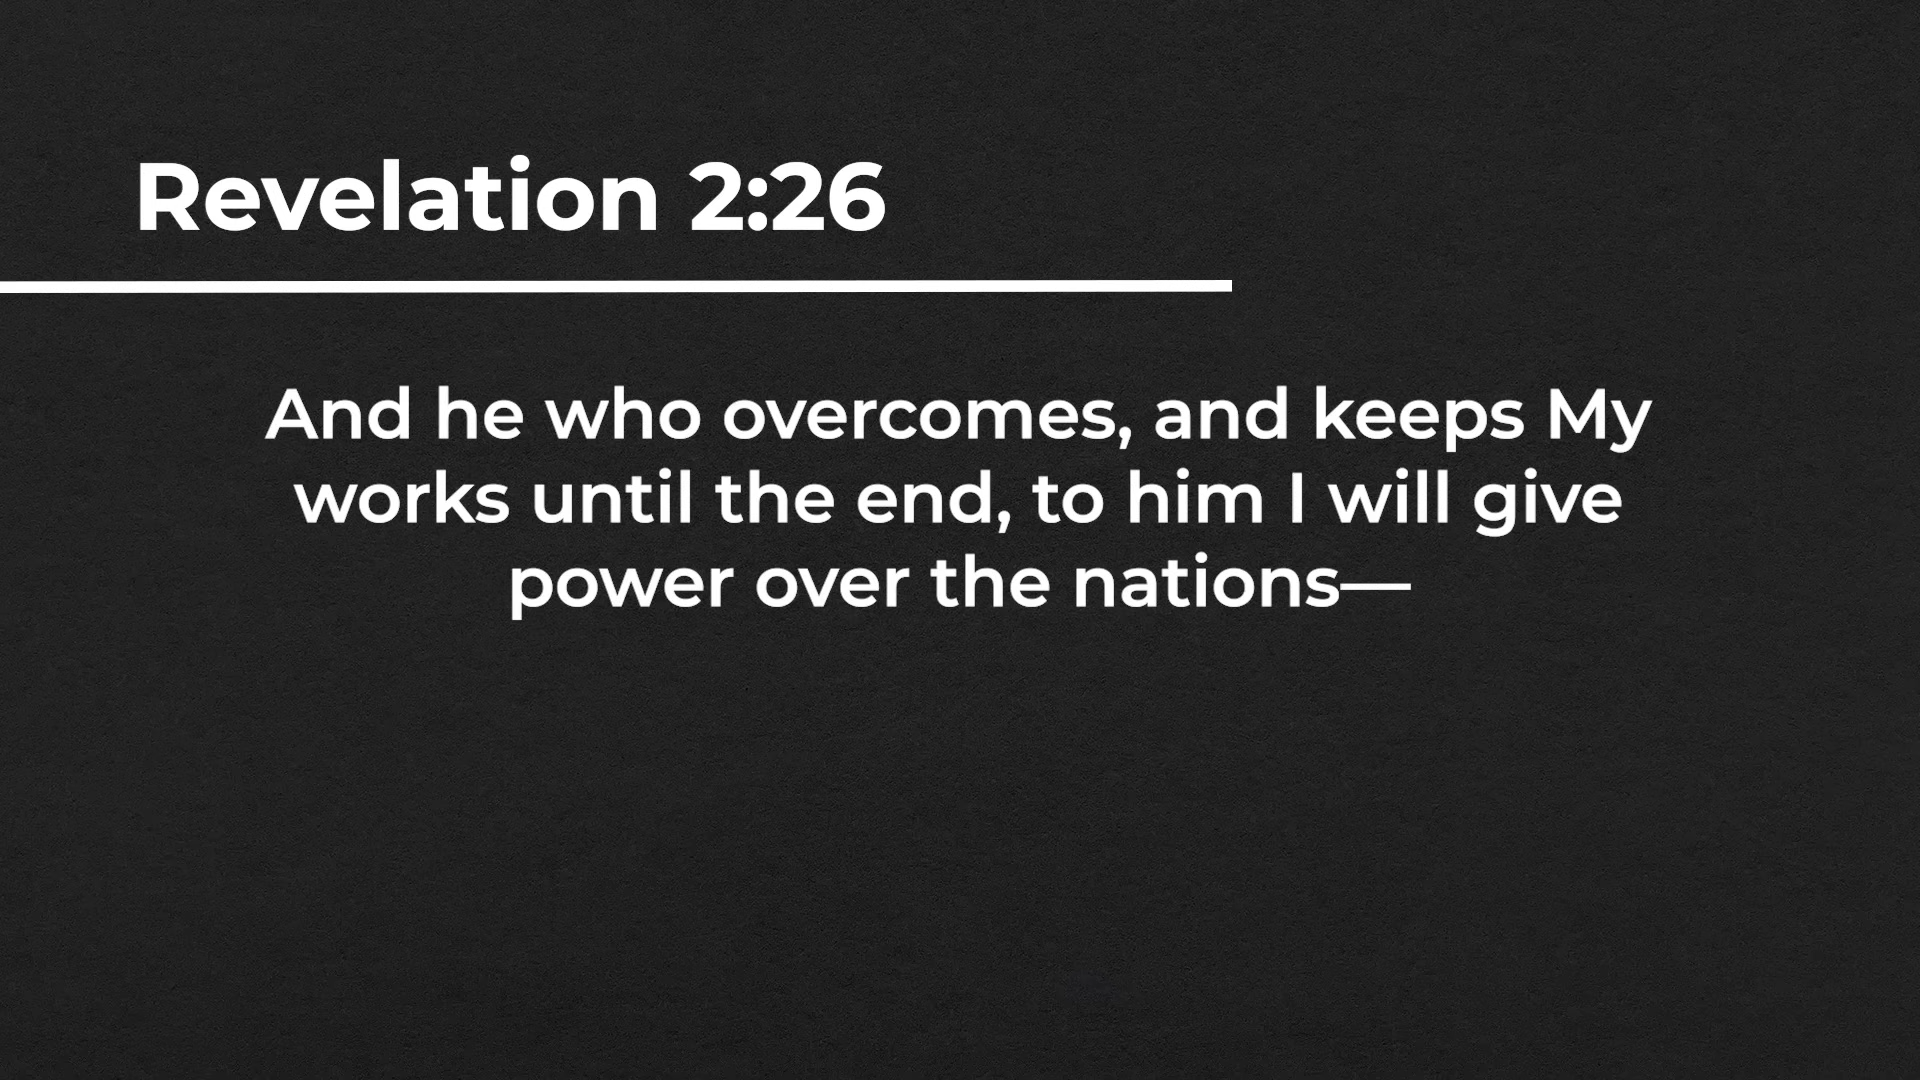 Revelation 2:26
And he who overcomes, and keeps My
works until the end, to him I will give
power over the nations—